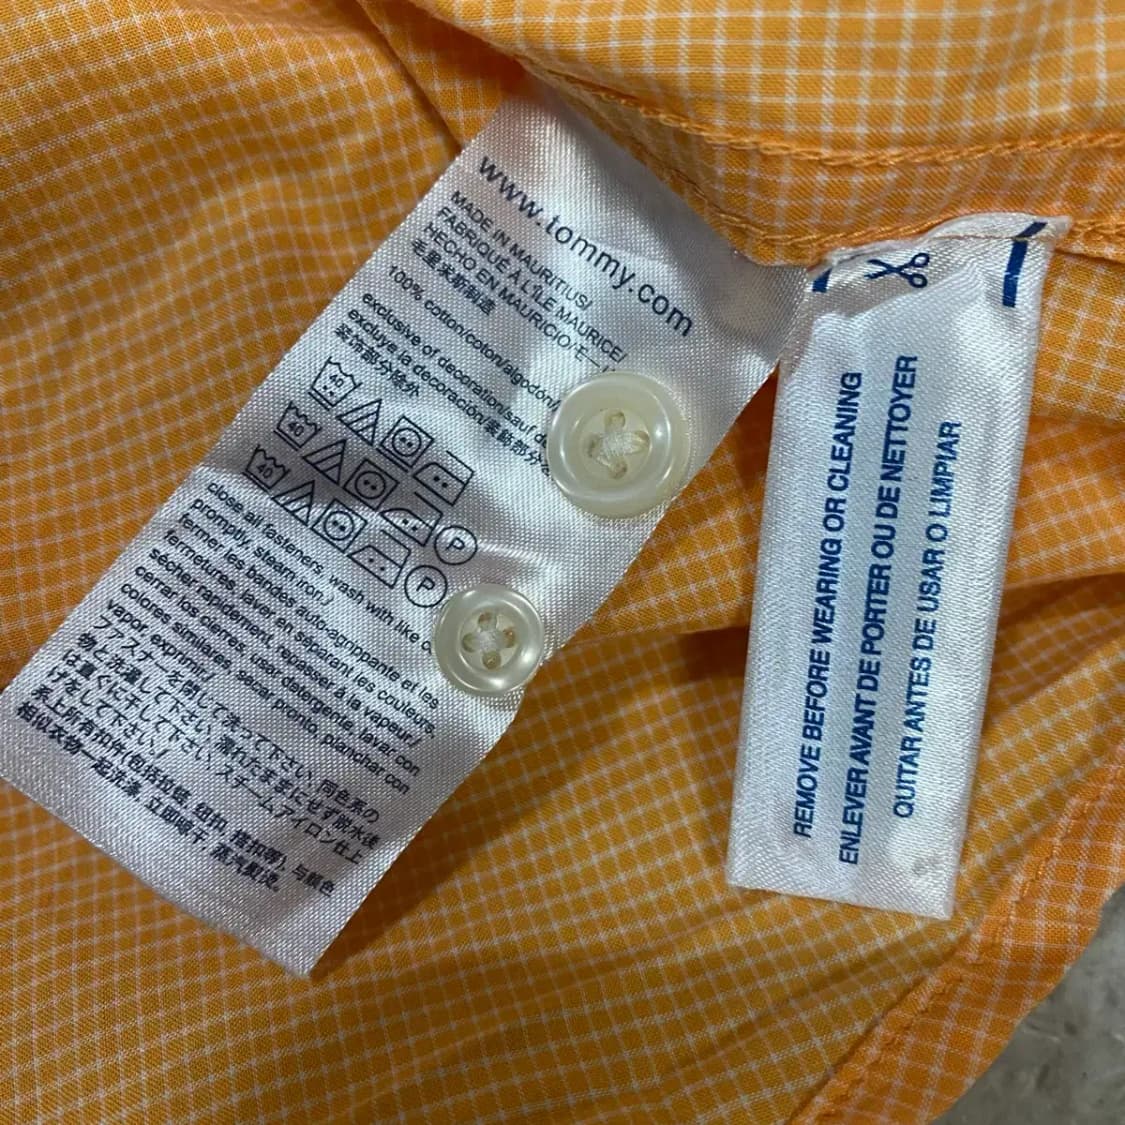 www.tommy.com
MADE IN MAURITIUS/
FABRIQUÉ À L'ÎLE MAURICE/
HECHO EN MAURICIO/モー
毛里求斯制造
100% cotton/coton/algodón/
exclusive of decoration/sauf
excluye la decoración/装飾部分
装饰部分除外
40
40
P
40
P
close all fasteners, wash with like
promptly, steam iron./
fermer les bandes auto-agrippante et les
fermetures, laver en séparant les couleurs,
sécher rapidement, repasser à la vapeur./
cerrar los cierres, usar detergente, lavar con
colores similares, secar pronto, planchar con
vapor exprimir./
ファスナーを閉じて洗って下さい。同色系の
物と洗濯して下さい。濡れたままにせず脱水後
は直ぐに干して下さい。スチームアイロン仕上
げをして下さい。/
系上所有扣件(包括拉链, 纽扣, 搭扣等), 与颜色
相似衣物一起洗涤, 立即晾干, 蒸汽熨烫。
REMOVE BEFORE WEARING OR CLEANING
ENLEVER AVANT DE PORTER OU DE NETTOYER
QUITAR ANTES DE USAR O LIMPIAR